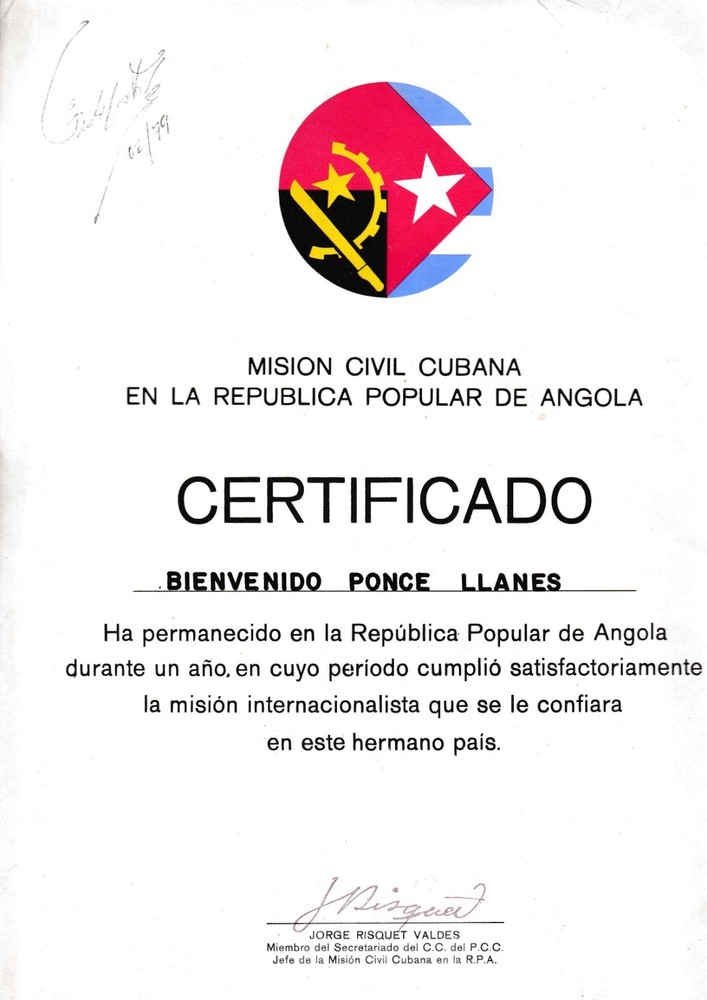 MISION CIVIL CUBANA
EN LA REPUBLICA POPULAR DE ANGOLA
CERTIFICADO
BIENVENIDO PONCE LLANES
Ha permanecido en la República Popular de Angola
durante un año, en cuyo período cumplió satisfactoriamente
la misión internacionalista que se le confiara
en este hermano país.
J Risquet
JORGE RISQUET VALDES
Miembro del Secretariado del C.C. del P.C.C.
Jefe de la Misión Civil Cubana en la R.P.A.